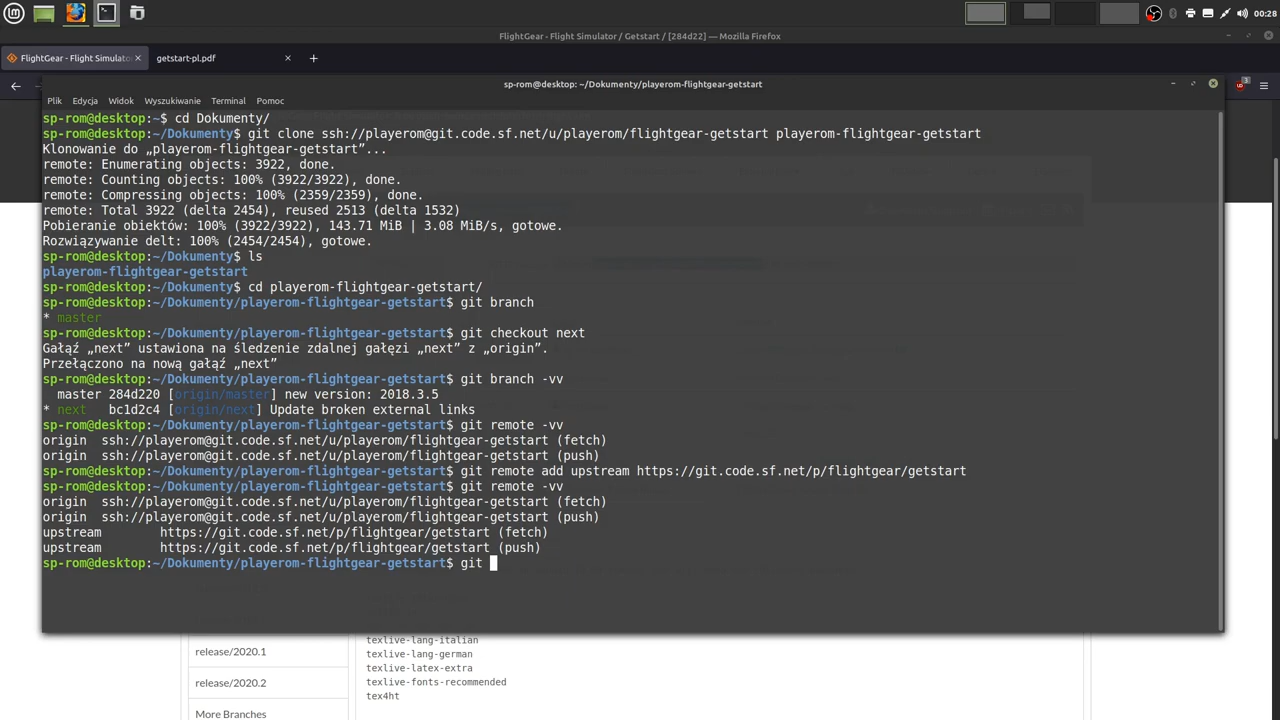 00:28
FlightGear - Flight Simulator / Getstart / [284d22] — Mozilla Firefox
FlightGear - Flight Simulato
getstart-pl.pdf
sp-rom@desktop: ~/Dokumenty/playerom-flightgear-getstart
Plik Edycja Widok Wyszukiwanie Terminal Pomoc
sp-rom@desktop:~$ cd Dokumenty/
sp-rom@desktop:~/Dokumenty$ git clone ssh://playerom@git.code.sf.net/u/playerom/flightgear-getstart playerom-flightgear-getstart
Klonowanie do „playerom-flightgear-getstart”...
remote: Enumerating objects: 3922, done.
remote: Counting objects: 100% (3922/3922), done.
remote: Compressing objects: 100% (2359/2359), done.
remote: Total 3922 (delta 2454), reused 2513 (delta 1532)
Pobieranie obiektów: 100% (3922/3922), 143.71 MiB | 3.08 MiB/s, gotowe.
Rozwiązywanie delt: 100% (2454/2454), gotowe.
sp-rom@desktop:~/Dokumenty$ ls
playerom-flightgear-getstart
sp-rom@desktop:~/Dokumenty$ cd playerom-flightgear-getstart/
sp-rom@desktop:~/Dokumenty/playerom-flightgear-getstart$ git branch
* master
sp-rom@desktop:~/Dokumenty/playerom-flightgear-getstart$ git checkout next
Gałąź „next” ustawiona na śledzenie zdalnej gałęzi „next” z „origin”.
Przełączono na nową gałąź „next”
sp-rom@desktop:~/Dokumenty/playerom-flightgear-getstart$ git branch -vv
master 284d220 [origin/master] new version: 2018.3.5
* next bc1d2c4 [origin/next] Update broken external links
sp-rom@desktop:~/Dokumenty/playerom-flightgear-getstart$ git remote -vv
origin ssh://playerom@git.code.sf.net/u/playerom/flightgear-getstart (fetch)
origin ssh://playerom@git.code.sf.net/u/playerom/flightgear-getstart (push)
sp-rom@desktop:~/Dokumenty/playerom-flightgear-getstart$ git remote add upstream https://git.code.sf.net/p/flightgear/getstart
sp-rom@desktop:~/Dokumenty/playerom-flightgear-getstart$ git remote -vv
origin ssh://playerom@git.code.sf.net/u/playerom/flightgear-getstart (fetch)
origin ssh://playerom@git.code.sf.net/u/playerom/flightgear-getstart (push)
upstream https://git.code.sf.net/p/flightgear/getstart (fetch)
upstream https://git.code.sf.net/p/flightgear/getstart (push)
sp-rom@desktop:~/Dokumenty/playerom-flightgear-getstart$ git
release/2020.1
release/2020.2
More Branches
texlive-lang-italian
texlive-lang-german
texlive-latex-extra
texlive-fonts-recommended
tex4ht